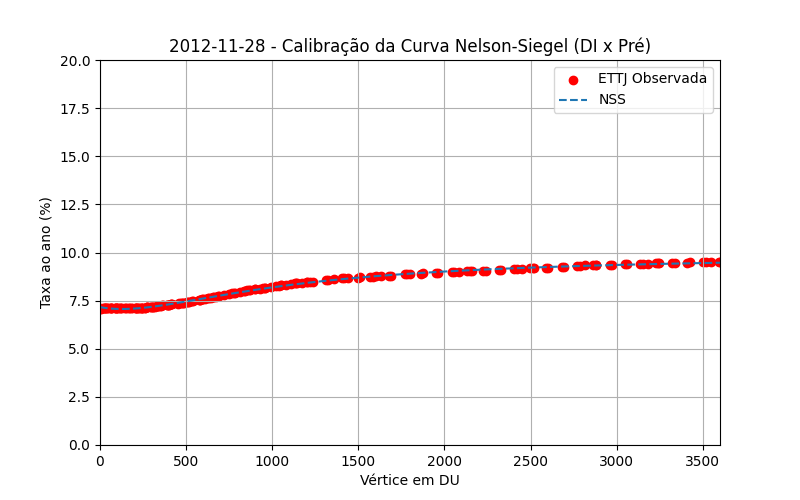 2012-11-28 - Calibração da Curva Nelson-Siegel (DI x Pré)
ETTJ Observada
NSS
Taxa ao ano (%)
20.0
17.5
15.0
12.5
10.0
7.5
5.0
2.5
0.0
0 500 1000 1500 2000 2500 3000 3500
Vértice em DU